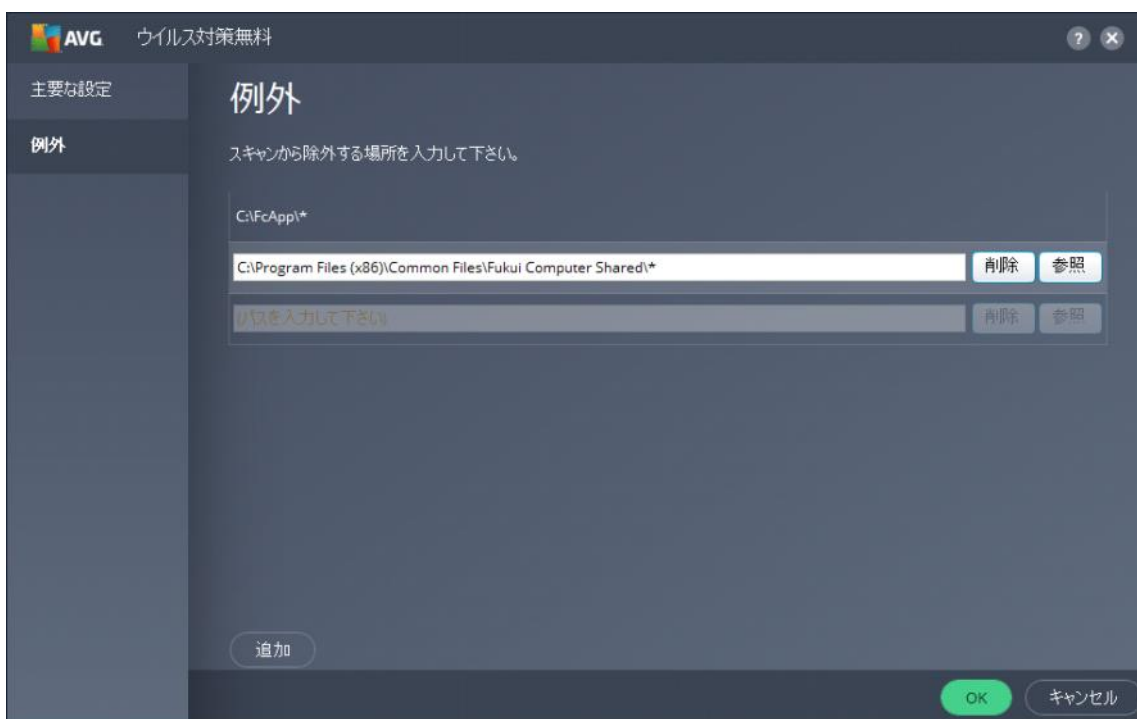 AVG ウイルス対策無料
主要な設定
例外
例外
スキャンから除外する場所を入力して下さい。
C:\FcApp\*
C:\Program Files (x86)\Common Files\Fukui Computer Shared\* 削除 参照
パスを入力して下さい。 削除 参照
追加
OK キャンセル